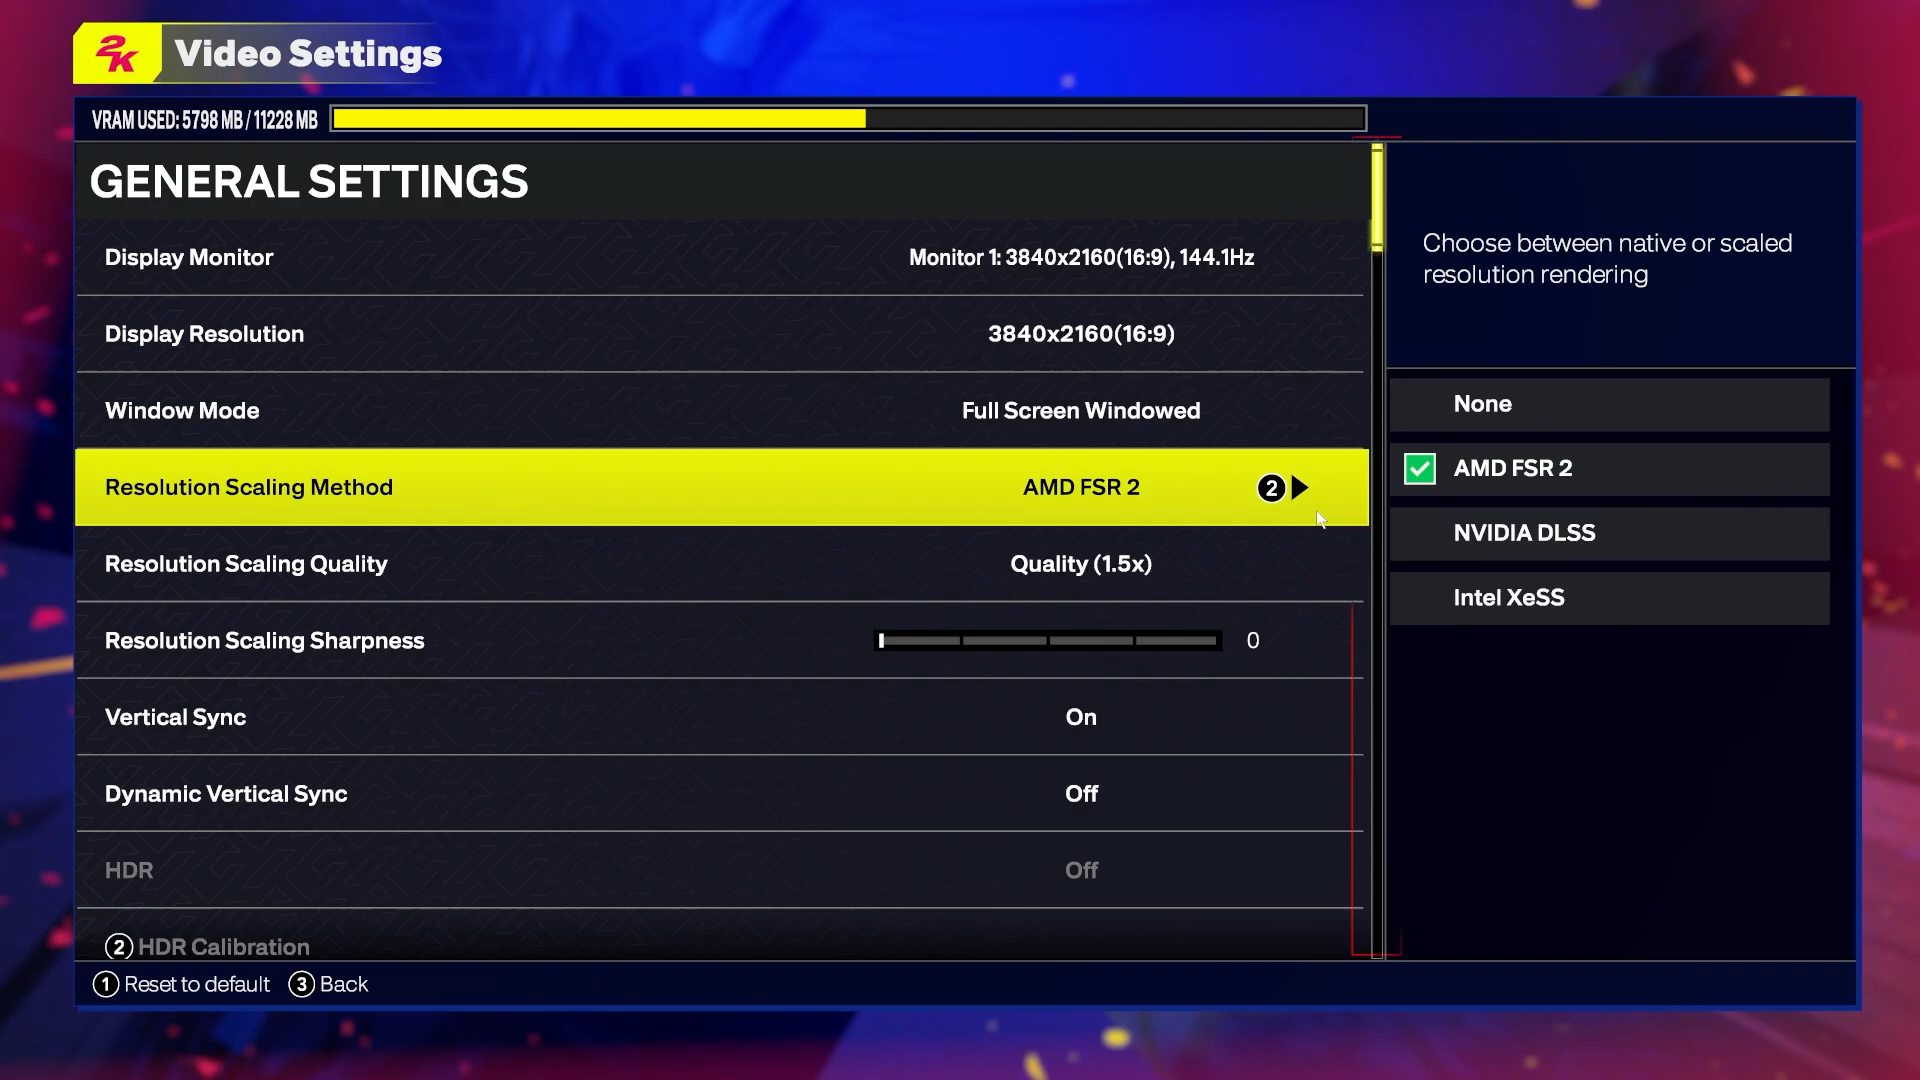 2K
Video Settings
VRAM USED: 5798 MB / 11228 MB
GENERAL SETTINGS
Display Monitor
Monitor 1: 3840x2160(16:9), 144.1Hz
Display Resolution
3840x2160(16:9)
Window Mode
Full Screen Windowed
Resolution Scaling Method
AMD FSR 2
2
Resolution Scaling Quality
Quality (1.5x)
Resolution Scaling Sharpness
0
Vertical Sync
On
Dynamic Vertical Sync
Off
HDR
Off
2 HDR Calibration
Choose between native or scaled
resolution rendering
None
AMD FSR 2
NVIDIA DLSS
Intel XeSS
1 Reset to default
3 Back